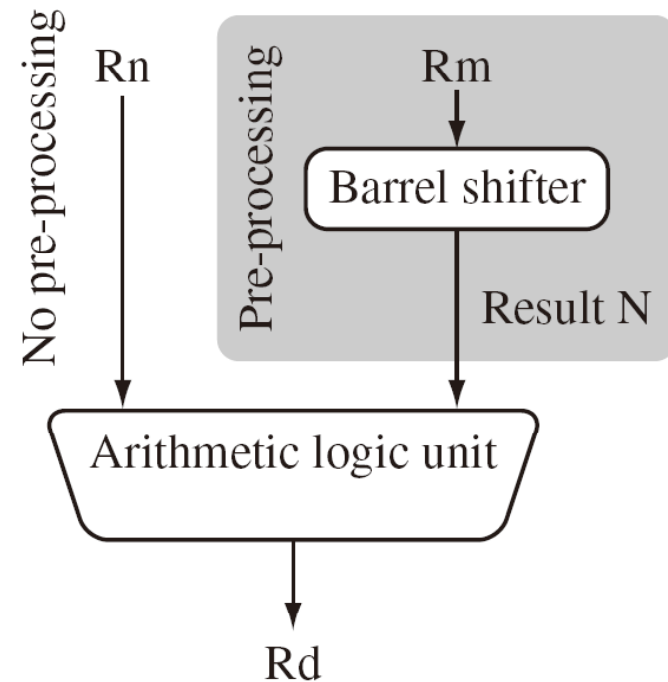 No pre-processing
Rn
Pre-processing
Rm
Barrel shifter
Result N
Arithmetic logic unit
Rd